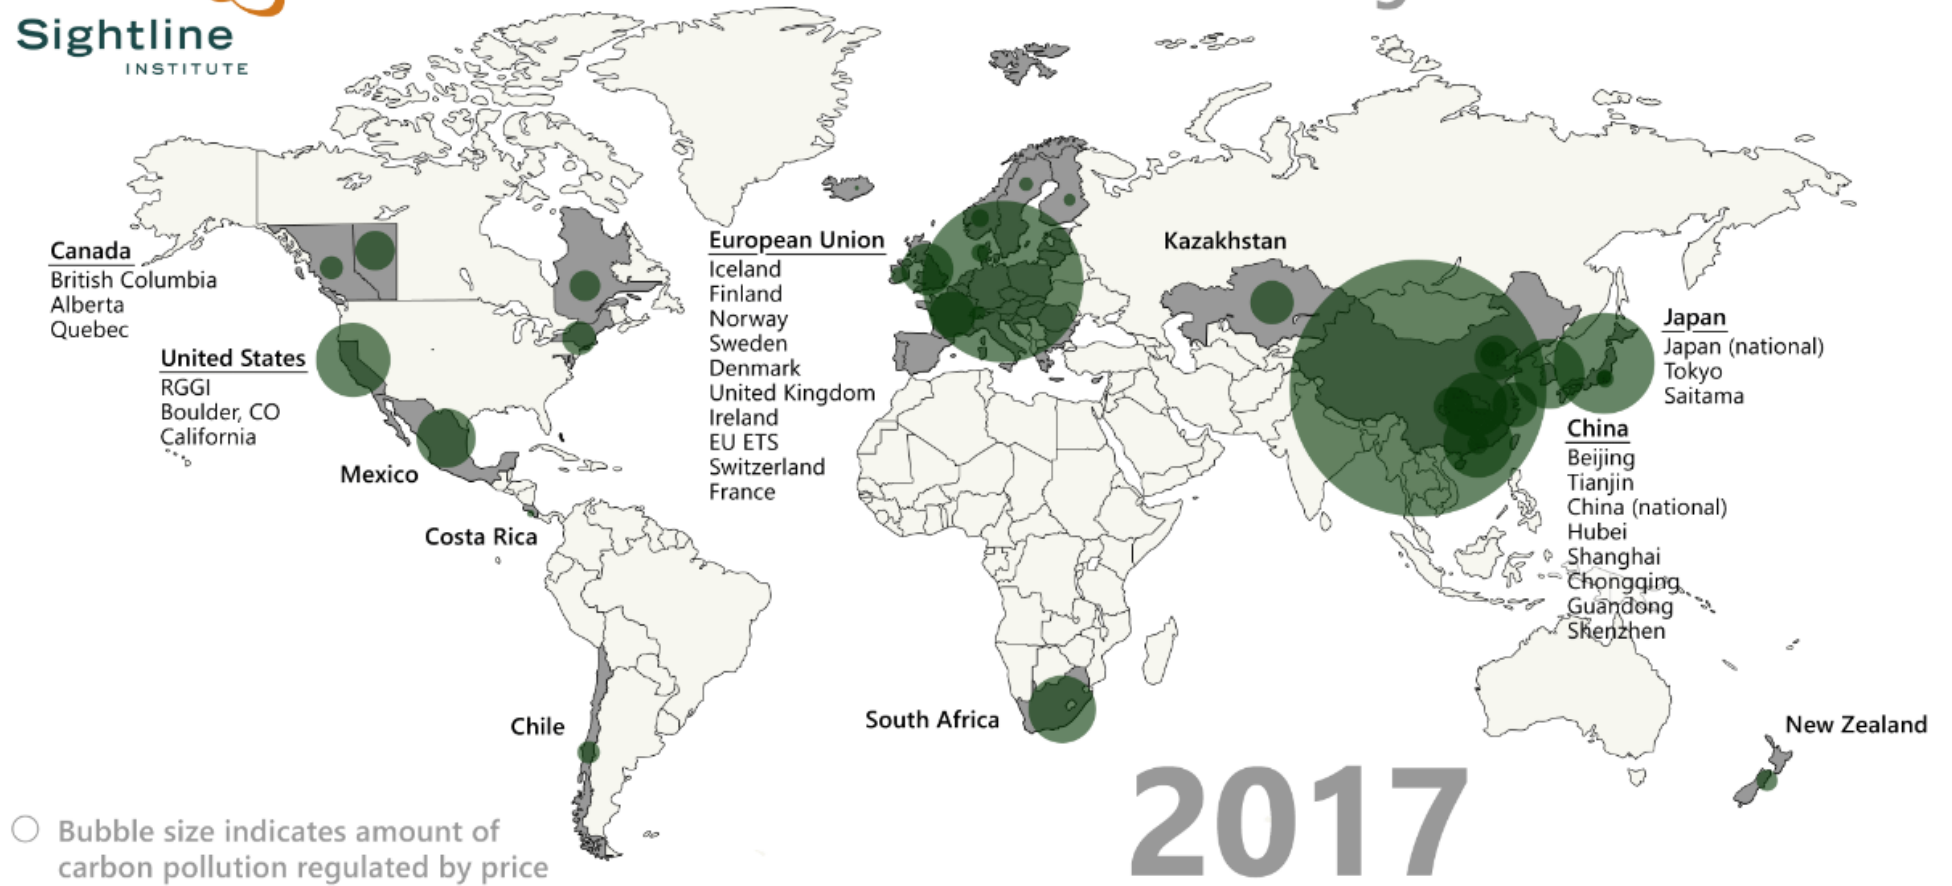 Sightline
INSTITUTE
Canada
British Columbia
Alberta
Quebec
United States
RGGI
Boulder, CO
California
Mexico
Costa Rica
Chile
European Union
Iceland
Finland
Norway
Sweden
Denmark
United Kingdom
Ireland
EU ETS
Switzerland
France
Kazakhstan
Japan
Japan (national)
Tokyo
Saitama
China
Beijing
Tianjin
China (national)
Hubei
Shanghai
Chongqing
Guandong
Shenzhen
South Africa
New Zealand
2017
Bubble size indicates amount of
carbon pollution regulated by price